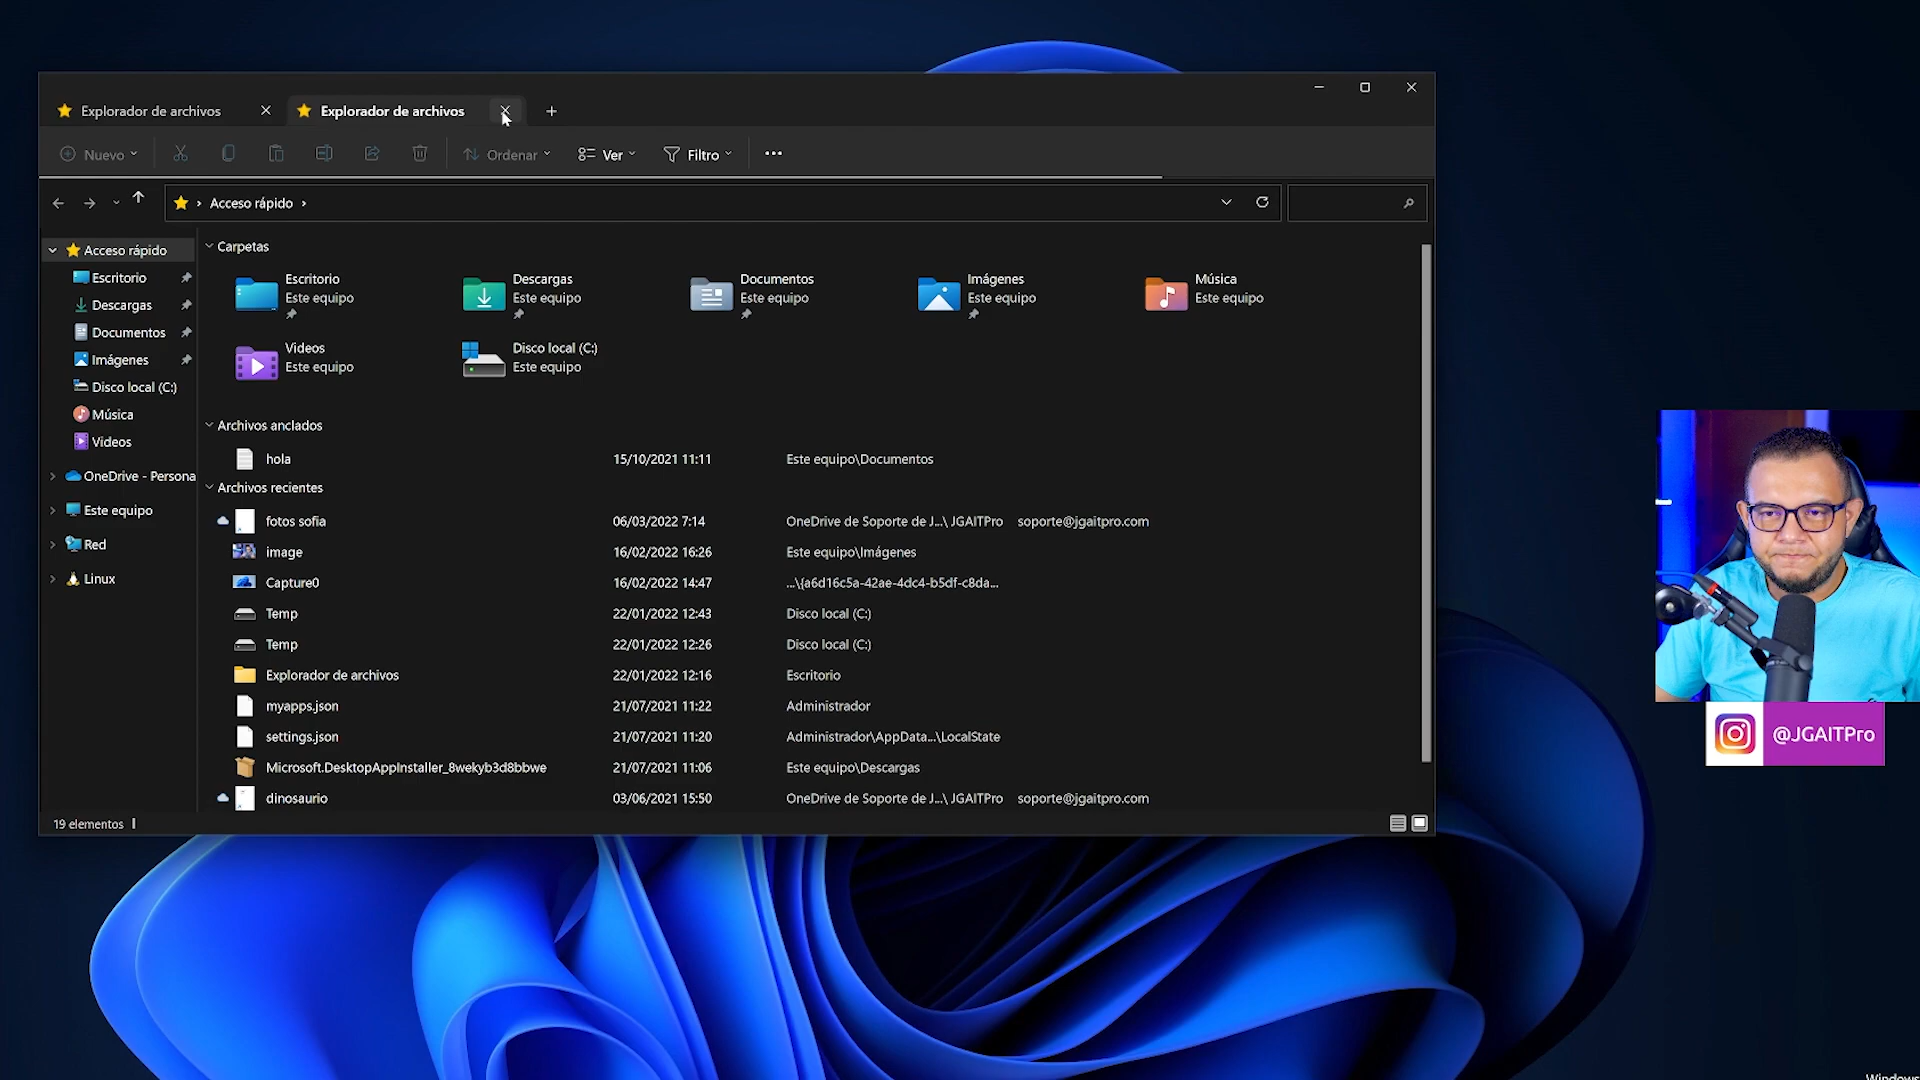 Explorador de archivos
Explorador de archivos
Nuevo
Ordenar
Ver
Filtro
Acceso rápido
Acceso rápido
Escritorio
Descargas
Documentos
Imágenes
Disco local (C:)
Música
Videos
OneDrive - Persona
Este equipo
Red
Linux
Carpetas
Escritorio
Este equipo
Descargas
Este equipo
Documentos
Este equipo
Imágenes
Este equipo
Música
Este equipo
Videos
Este equipo
Disco local (C:)
Este equipo
Archivos anclados
hola 15/10/2021 11:11 Este equipo\Documentos
Archivos recientes
fotos sofia 06/03/2022 7:14 OneDrive de Soporte de J...\ JGAITPro soporte@jgaitpro.com
image 16/02/2022 16:26 Este equipo\Imágenes
Capture0 16/02/2022 14:47 ...\{a6d16c5a-42ae-4dc4-b5df-c8da...
Temp 22/01/2022 12:43 Disco local (C:)
Temp 22/01/2022 12:26 Disco local (C:)
Explorador de archivos 22/01/2022 12:16 Escritorio
myapps.json 21/07/2021 11:22 Administrador
settings.json 21/07/2021 11:20 Administrador\AppData...\LocalState
Microsoft.DesktopAppInstaller_8wekyb3d8bbwe 21/07/2021 11:06 Este equipo\Descargas
dinosaurio 03/06/2021 15:50 OneDrive de Soporte de J...\ JGAITPro soporte@jgaitpro.com
19 elementos
@JGAITPro
Windows